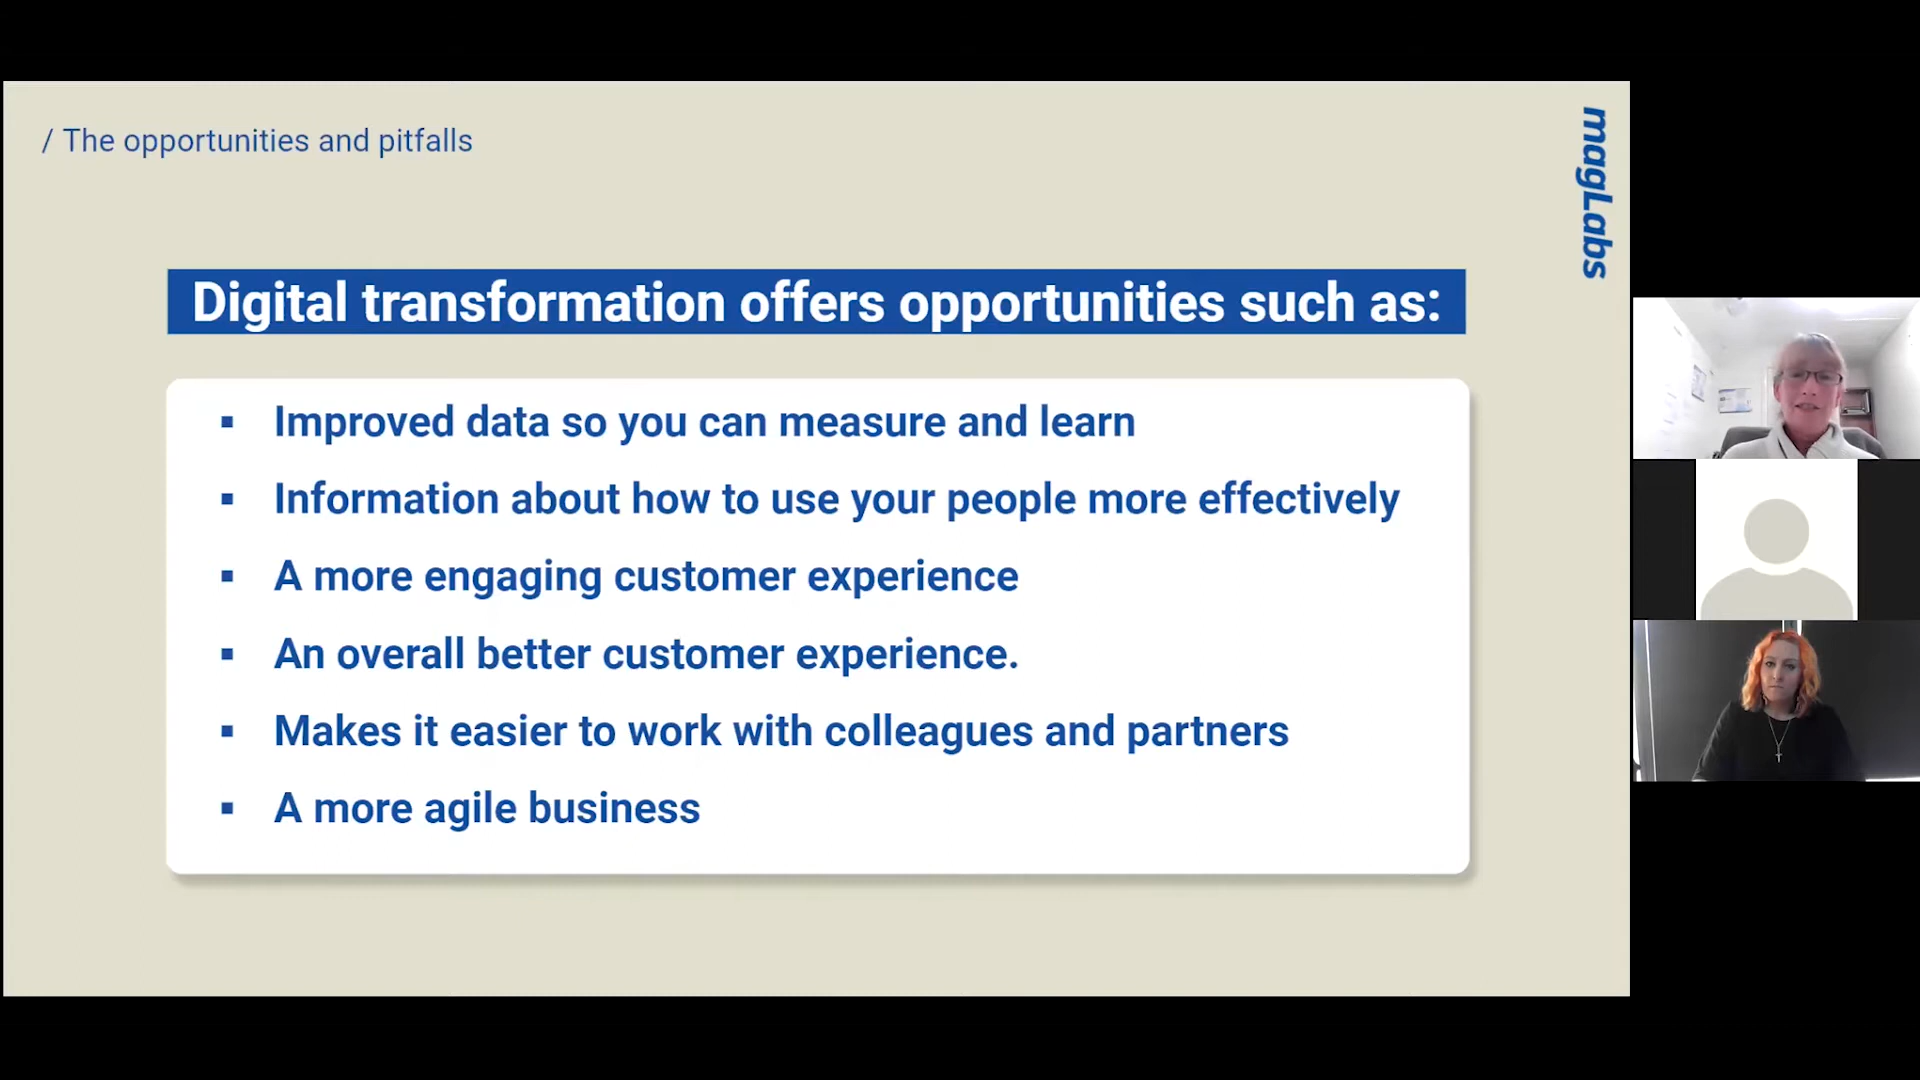 / The opportunities and pitfalls
magLabs
Digital transformation offers opportunities such as:
▪ Improved data so you can measure and learn
▪ Information about how to use your people more effectively
▪ A more engaging customer experience
▪ An overall better customer experience.
▪ Makes it easier to work with colleagues and partners
▪ A more agile business